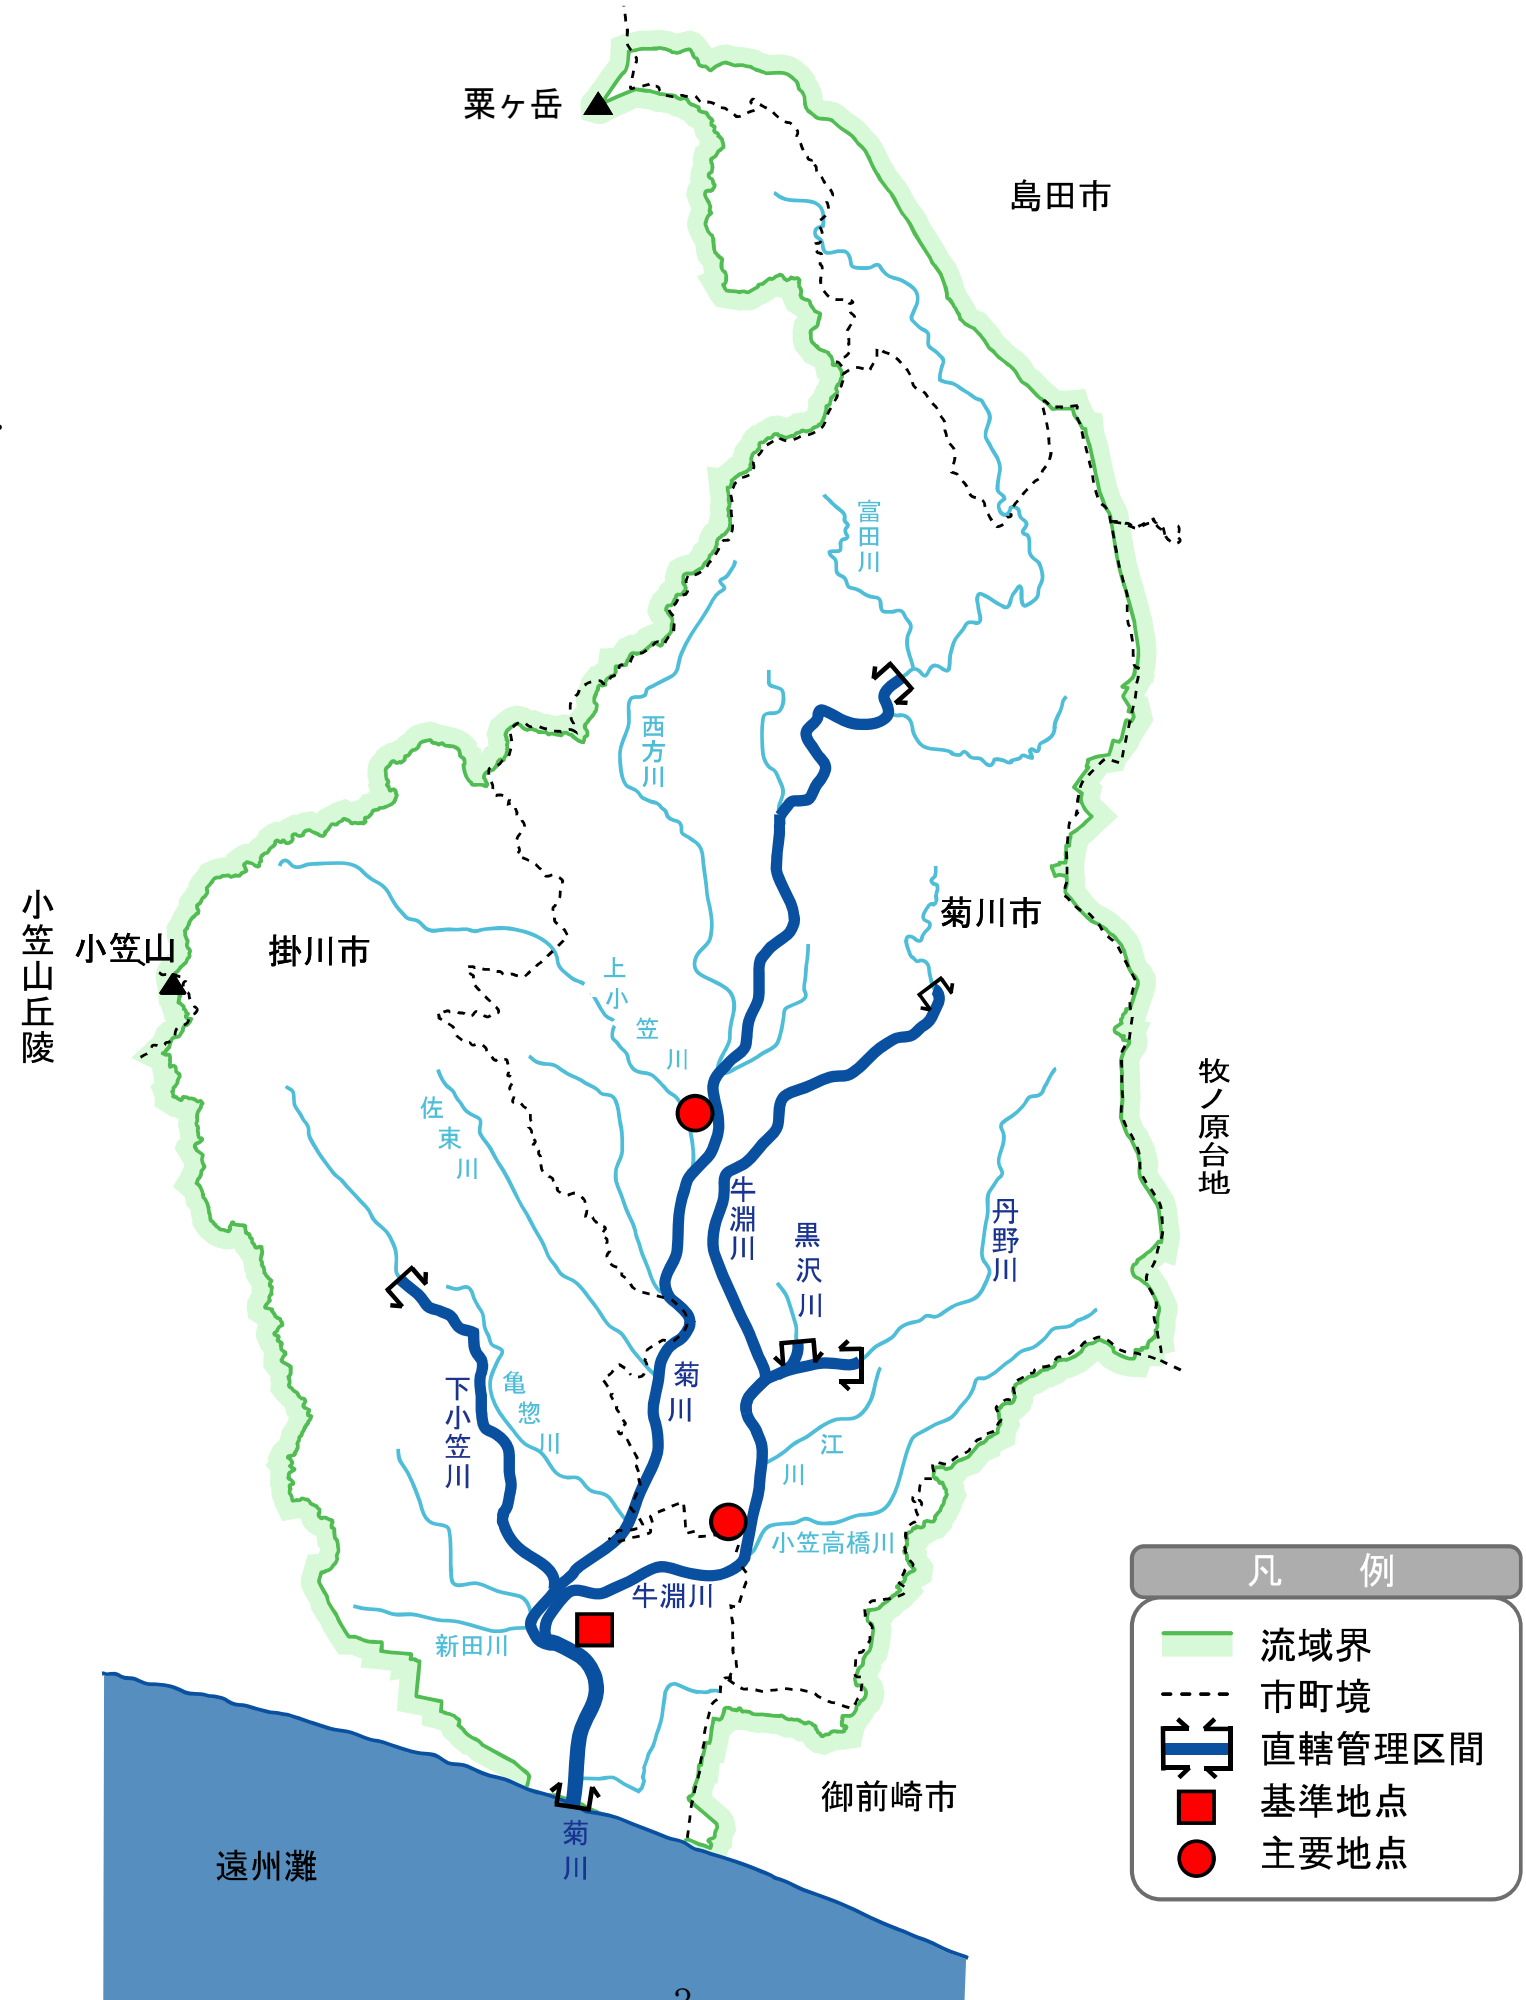 粟ヶ岳
島田市
富田川
西方川
小笠山丘陵
小笠山
掛川市
菊川市
上小笠川
牧ノ原台地
佐東川
牛淵川
黒沢川
丹野川
菊川
下小笠川
亀惣川
江川
小笠高橋川
牛淵川
新田川
御前崎市
菊川
遠州灘
凡 例
流域界
市町境
直轄管理区間
基準地点
主要地点